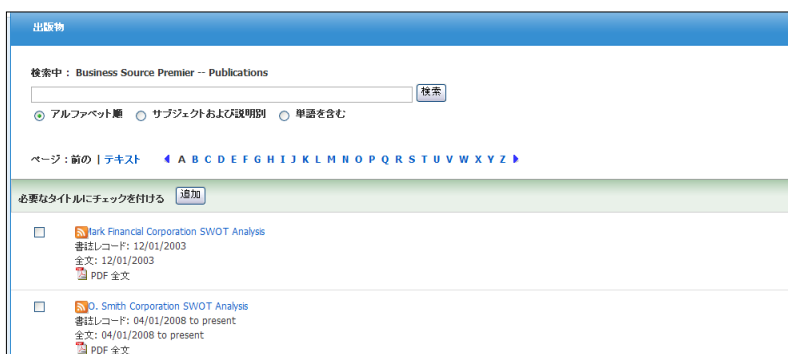 出版物
検索中 : Business Source Premier -- Publications
検索
アルファベット順 サブジェクトおよび説明別 単語を含む
ページ : 前の | テキスト A B C D E F G H I J K L M N O P Q R S T U V W X Y Z
必要なタイトルにチェックを付ける 追加
Mark Financial Corporation SWOT Analysis
書誌レコード: 12/01/2003
全文: 12/01/2003
PDF 全文
O. Smith Corporation SWOT Analysis
書誌レコード: 04/01/2008 to present
全文: 04/01/2008 to present
PDF 全文